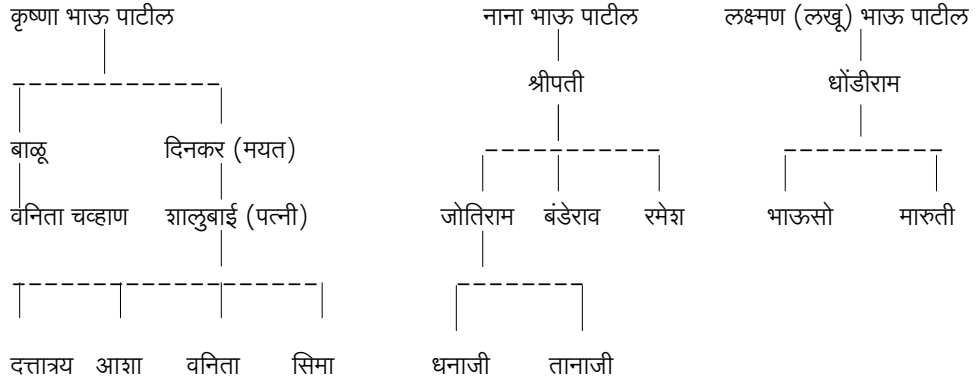 कृष्णा भाऊ पाटील नाना भाऊ पाटील लक्ष्मण (लखू) भाऊ पाटील
श्रीपती धोंडीराम
बाळू दिनकर (मयत)
वनिता चव्हाण शालुबाई (पत्नी) जोतिराम बंडेराव रमेश भाऊसो मारुती
दत्तात्रय आशा वनिता सिमा धनाजी तानाजी